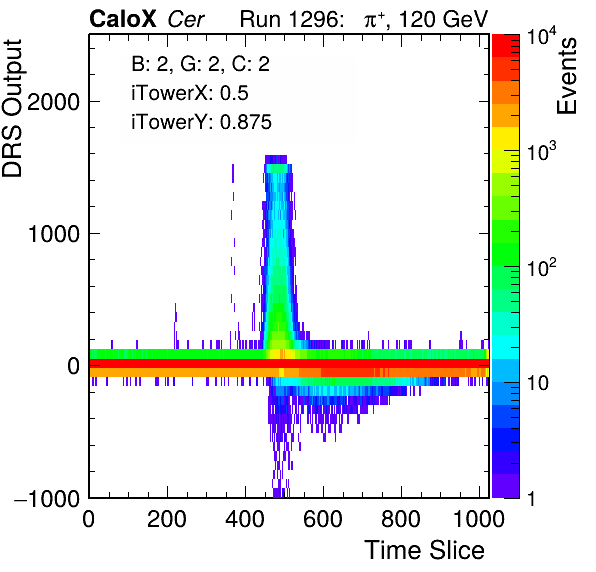 CaloX Cer Run 1296: π⁺, 120 GeV
B: 2, G: 2, C: 2
iTowerX: 0.5
iTowerY: 0.875
DRS Output
2000
1000
0
−1000
0 200 400 600 800 1000
Time Slice
Events
10⁴
10³
10²
10
1